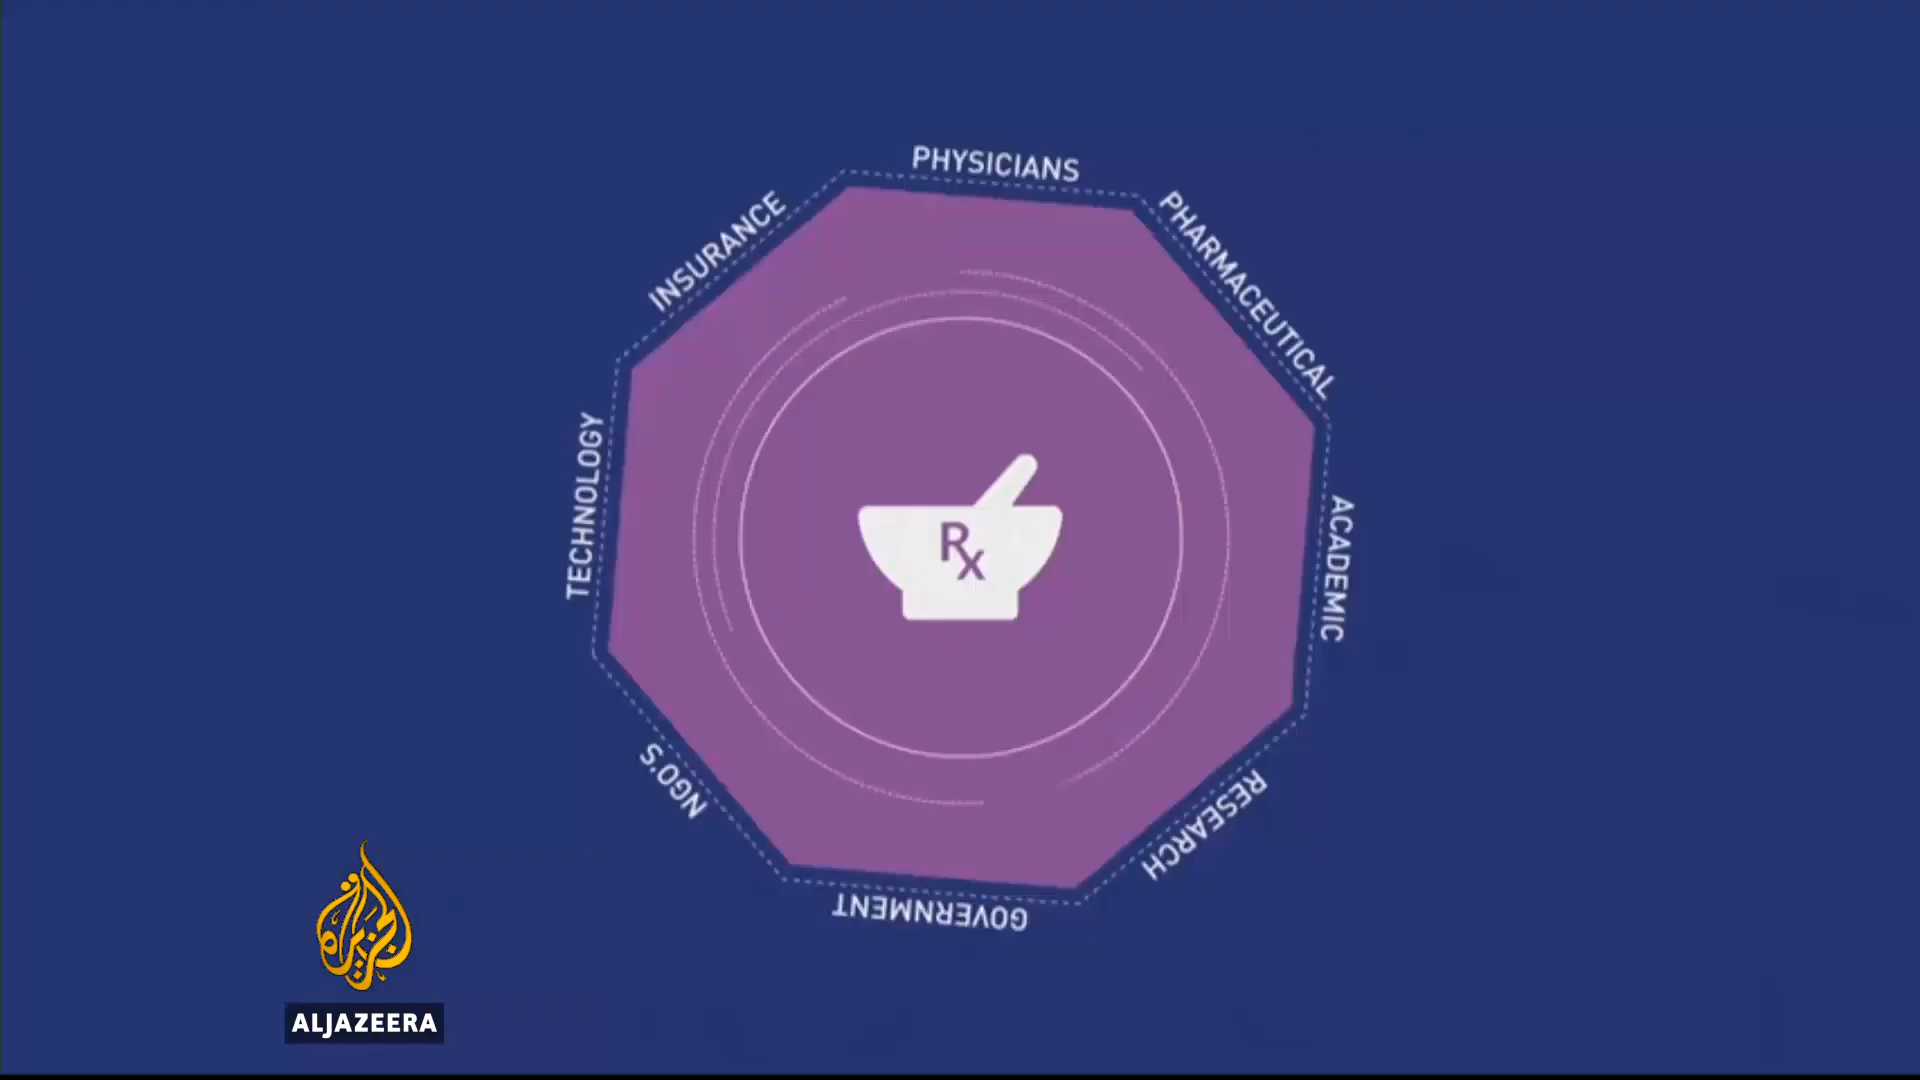 PHYSICIANS
PHARMACEUTICAL
ACADEMIC
RESEARCH
GOVERNMENT
NGO'S
TECHNOLOGY
INSURANCE
Rx
الجزيرة
ALJAZEERA